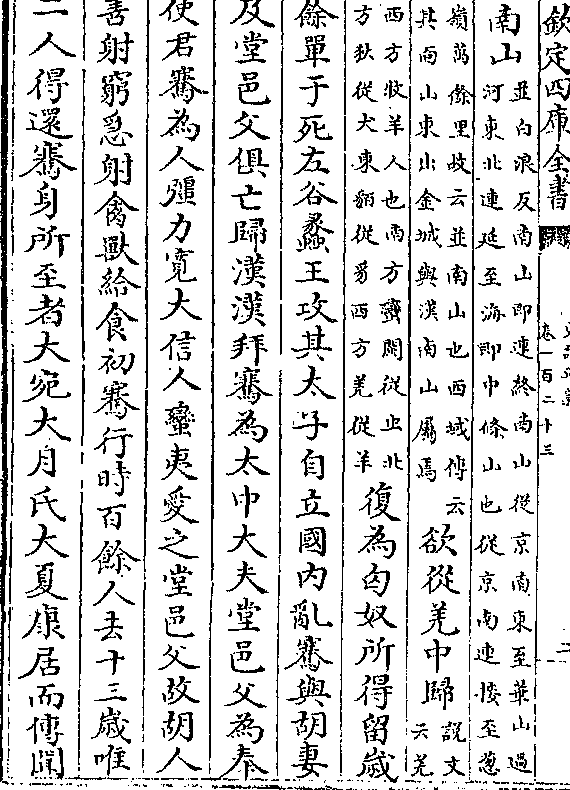 欽定四庫全書
卷一百二十三
南山
並白浪反南山即連終南山從京南東至華山過
河東北連延至海即中條山也從京南連接至葱
嶺萬餘里故云並南山也西域傳云
其南山東出金城與漢南山屬焉
欲從羌中歸
說文
云羌
西方牧羊人也南方蠻閩從虫北
方狄從犬東貊從豸西方羌從羊
復為匈奴所得留歳
餘單于死左谷蠡王攻其太子自立國内亂騫與胡妻
及堂邑父俱亡歸漢漢拜騫為太中大夫堂邑父為奉
使君騫為人彊力寛大信人蠻夷愛之堂邑父故胡人
善射窮急射禽獸給食初騫行時百餘人去十三歳唯
二人得還騫身所至者大宛大月氏大夏康居而傳聞